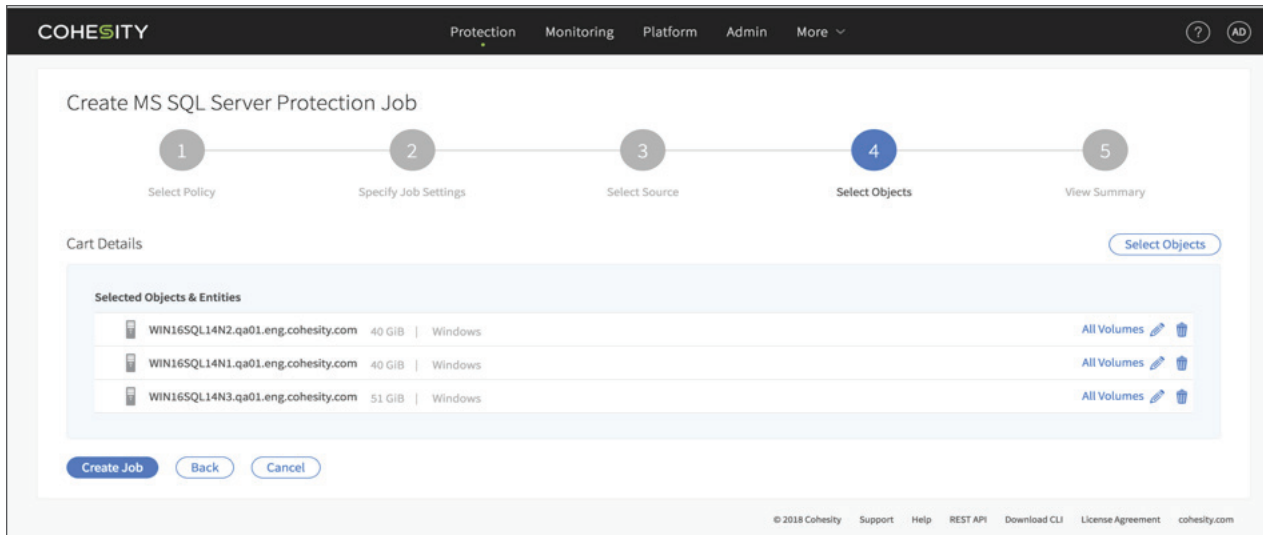 COHESITY Protection Monitoring Platform Admin More ? AD
Create MS SQL Server Protection Job
1 2 3 4 5
Select Policy Specify Job Settings Select Source Select Objects View Summary
Cart Details Select Objects
Selected Objects & Entities
WIN16SQL14N2.qa01.eng.cohesity.com 40 GiB | Windows All Volumes
WIN16SQL14N1.qa01.eng.cohesity.com 40 GiB | Windows All Volumes
WIN16SQL14N3.qa01.eng.cohesity.com 51 GiB | Windows All Volumes
Create Job Back Cancel
© 2018 Cohesity Support Help REST API Download CLI License Agreement cohesity.com